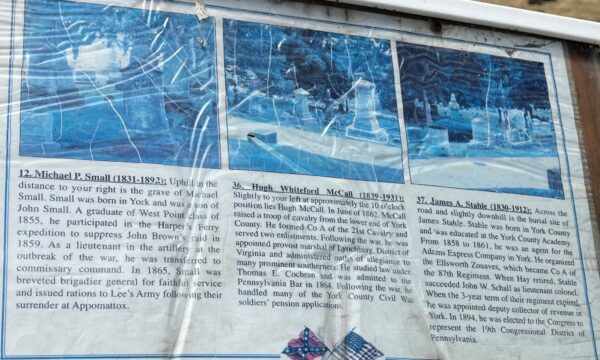 12. Michael P. Small (1831-1892): Uphill in the
distance to your right is the grave of Michael
Small. Small was born in York and was a son of
John Small. A graduate of West Point class of
1855, he participated in the Harper's Ferry
expedition to suppress John Brown's raid in
1859. As a lieutenant in the artillery at the
outbreak of the war, he was transferred to
commissary command. In 1865, Small was
breveted brigadier general for faithful service
and issued rations to Lee's Army following their
surrender at Appomattox.
36. Hugh Whiteford McCall (1839-1931):
Slightly to your left at approximately the 10 o'clock
position lies Hugh McCall. In June of 1862, McCall
raised a troop of cavalry from the lower end of York
County. He formed Co A of the 21st Cavalry and
served two enlistments. Following the war, he was
appointed provost marshal of Lynchburg, District of
Virginia and administered oaths of allegiance to
many prominent southerners. He studied law under
Thomas E. Cochran and was admitted to the
Pennsylvania Bar in 1864. Following the war, he
handled many of the York County Civil War
soldiers' pension applications.
37. James A. Stahle (1830-1912): Across the
road and slightly downhill is the burial site of
James Stahle. Stahle was born in York County
and was educated at the York County Academy.
From 1858 to 1861, he was an agent for the
Adams Express Company in York. He organized
the Ellsworth Zouaves, which became Co A of
the 87th Regiment. When Hay retired, Stahle
succeeded John W. Schall as lieutenant colonel.
When the 3-year term of their regiment expired,
he was appointed deputy collector of revenue in
York. In 1894, he was elected to the Congress to
represent the 19th Congressional District of
Pennsylvania.